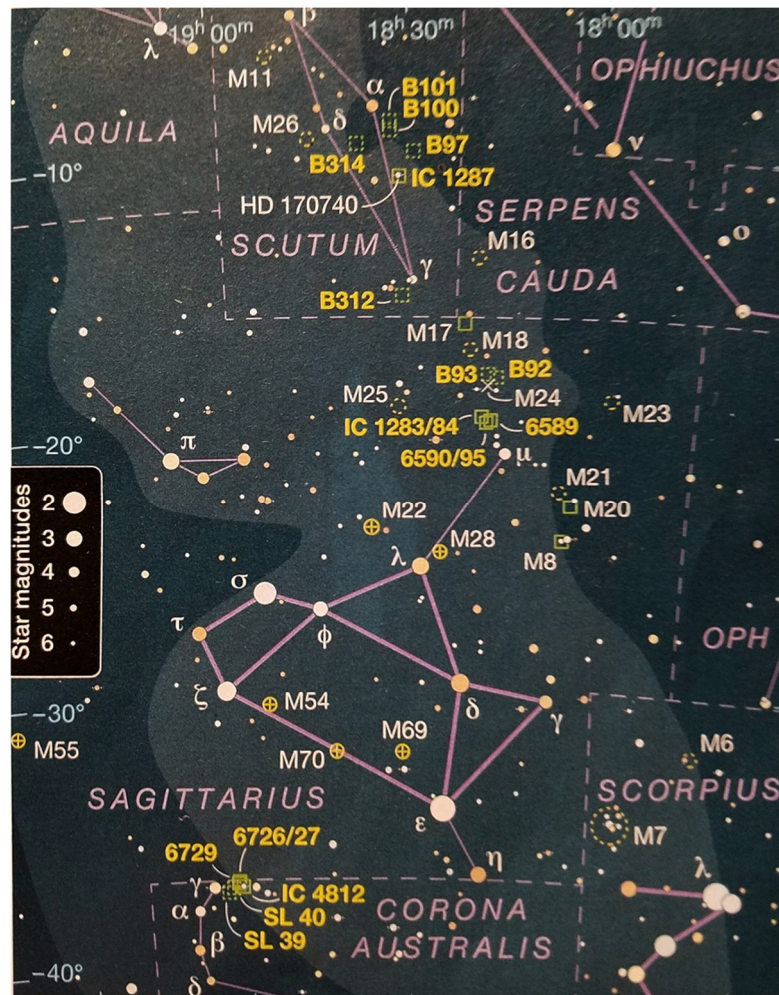 β
λ
19h 00m
18h 30m
18h 00m
M11
OPHIUCHUS
α
B101
B100
AQUILA
M26
δ
B97
ν
B314
–10°
IC 1287
HD 170740
SERPENS
ο
SCUTUM
M16
γ
CAUDA
B312
M17
M18
B93
B92
M25
M24
M23
IC 1283/84
6589
π
–20°
6590/95
μ
Star magnitudes
2
3
4
5
6
M21
M20
M22
M28
M8
λ
σ
τ
φ
OPH
ζ
M54
δ
γ
–30°
M55
M69
M70
M6
SAGITTARIUS
SCORPIUS
ε
M7
6726/27
6729
η
λ
γ
IC 4812
α
SL 40
CORONA
β
SL 39
AUSTRALIS
–40°
δ